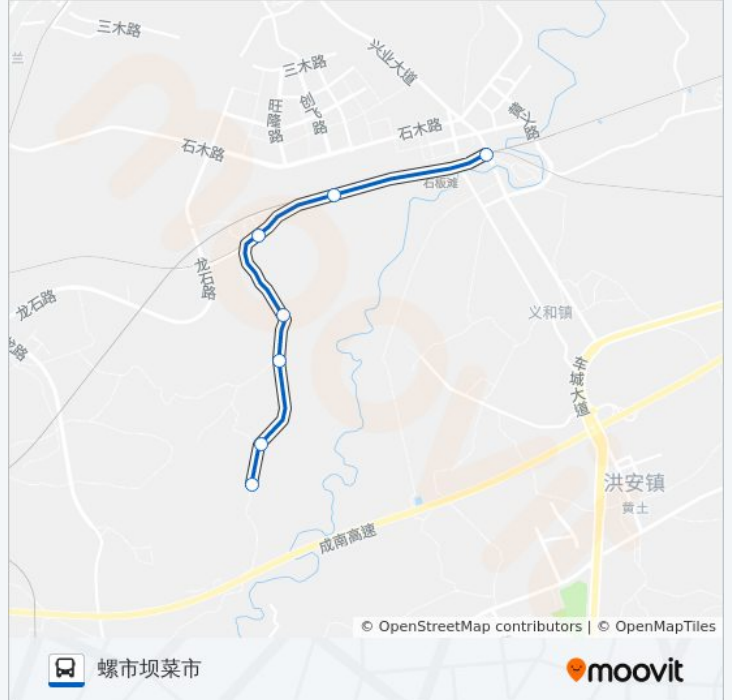 三木路
兴业大道
兰
三木路
旺隆路
创飞路
黄义路
石木路
石木路
石板滩
龙石路
龙石路
义和镇
车城大道
洪安镇
黄土
成南高速
© OpenStreetMap contributors | © OpenMapTiles
螺市坝菜市
moovit